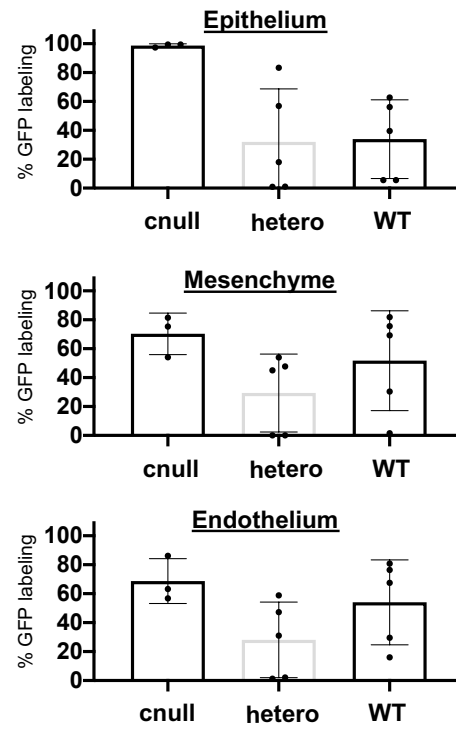 Epithelium
% GFP labeling
100
80
60
40
20
0
cnull hetero WT
Mesenchyme
% GFP labeling
100
80
60
40
20
0
cnull hetero WT
Endothelium
% GFP labeling
100
80
60
40
20
0
cnull hetero WT